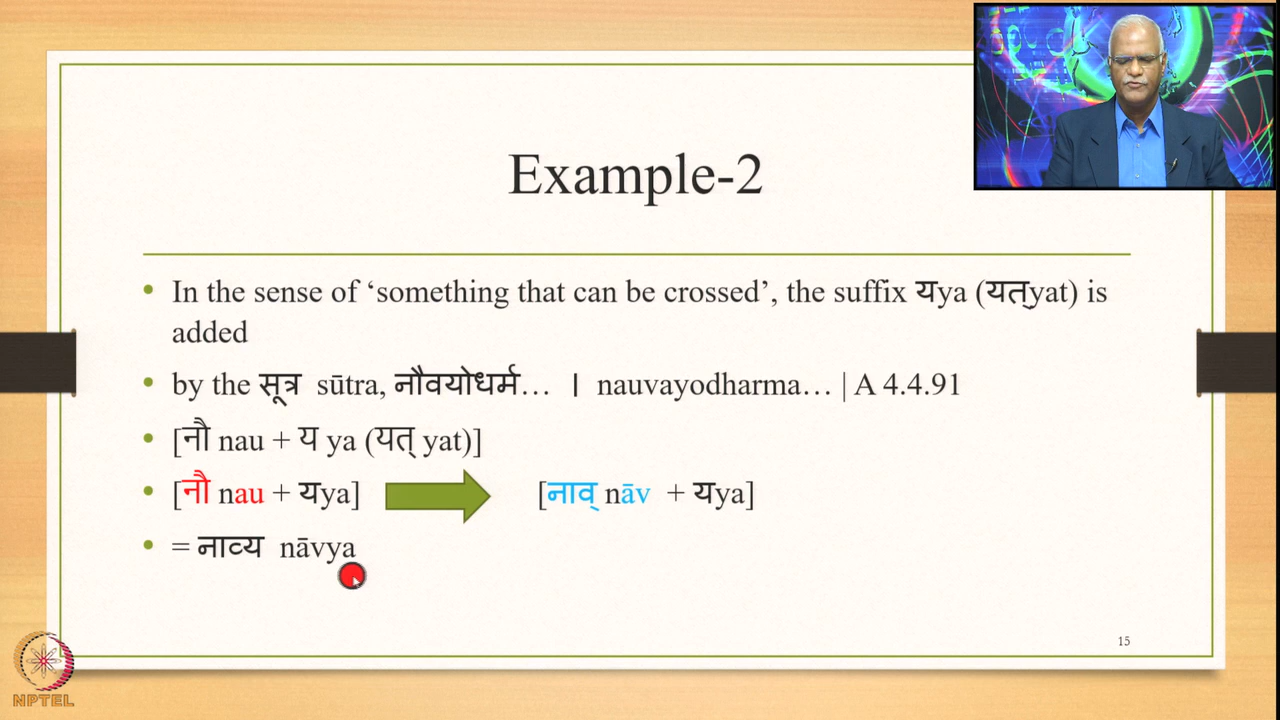 Example-2
• In the sense of ‘something that can be crossed’, the suffix यya (यत्yat) is
added
• by the सूत्र sūtra, नौवयोधर्म… । nauvayodharma… | A 4.4.91
• [नौ nau + य ya (यत् yat)]
• [नौ nau + यya] [नाव् nāv + यya]
• = नाव्य nāvya
15
NPTEL